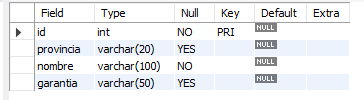 Field Type Null Key Default Extra
id int NO PRI NULL
provincia varchar(20) YES NULL
nombre varchar(100) NO NULL
garantia varchar(50) YES NULL